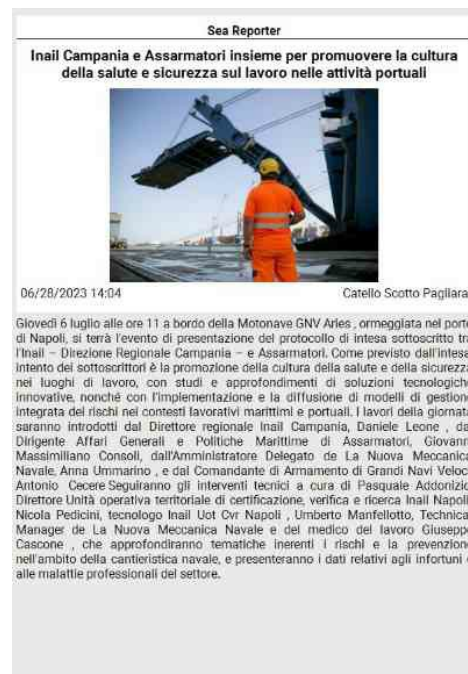 Sea Reporter
Inail Campania e Assarmatori insieme per promuovere la cultura
della salute e sicurezza sul lavoro nelle attività portuali
06/28/2023 14:04 Catello Scotto Pagliara
Giovedì 6 luglio alle ore 11 a bordo della Motonave GNV Aries , ormeggiata nel porto
di Napoli, si terrà l'evento di presentazione del protocollo di intesa sottoscritto tra
l'Inail – Direzione Regionale Campania – e Assarmatori. Come previsto dall'intesa
intento dei sottoscrittori è la promozione della cultura della salute e della sicurezza
nei luoghi di lavoro, con studi e approfondimenti di soluzioni tecnologiche
innovative, nonché con l'implementazione e la diffusione di modelli di gestione
integrata dei rischi nei contesti lavorativi marittimi e portuali. I lavori della giornata
saranno introdotti dal Direttore regionale Inail Campania, Daniele Leone , dal
Dirigente Affari Generali e Politiche Marittime di Assarmatori, Giovanni
Massimiliano Consoli, dall'Amministratore Delegato de La Nuova Meccanica
Navale, Anna Ummarino , e dal Comandante di Armamento di Grandi Navi Veloci
Antonio Cecere Seguiranno gli interventi tecnici a cura di Pasquale Addonizio
Direttore Unità operativa territoriale di certificazione, verifica e ricerca Inail Napoli
Nicola Pedicini, tecnologo Inail Uot Cvr Napoli , Umberto Manfellotto, Technical
Manager de La Nuova Meccanica Navale e del medico del lavoro Giuseppe
Cascone , che approfondiranno tematiche inerenti i rischi e la prevenzione
nell'ambito della cantieristica navale, e presenteranno i dati relativi agli infortuni e
alle malattie professionali del settore.